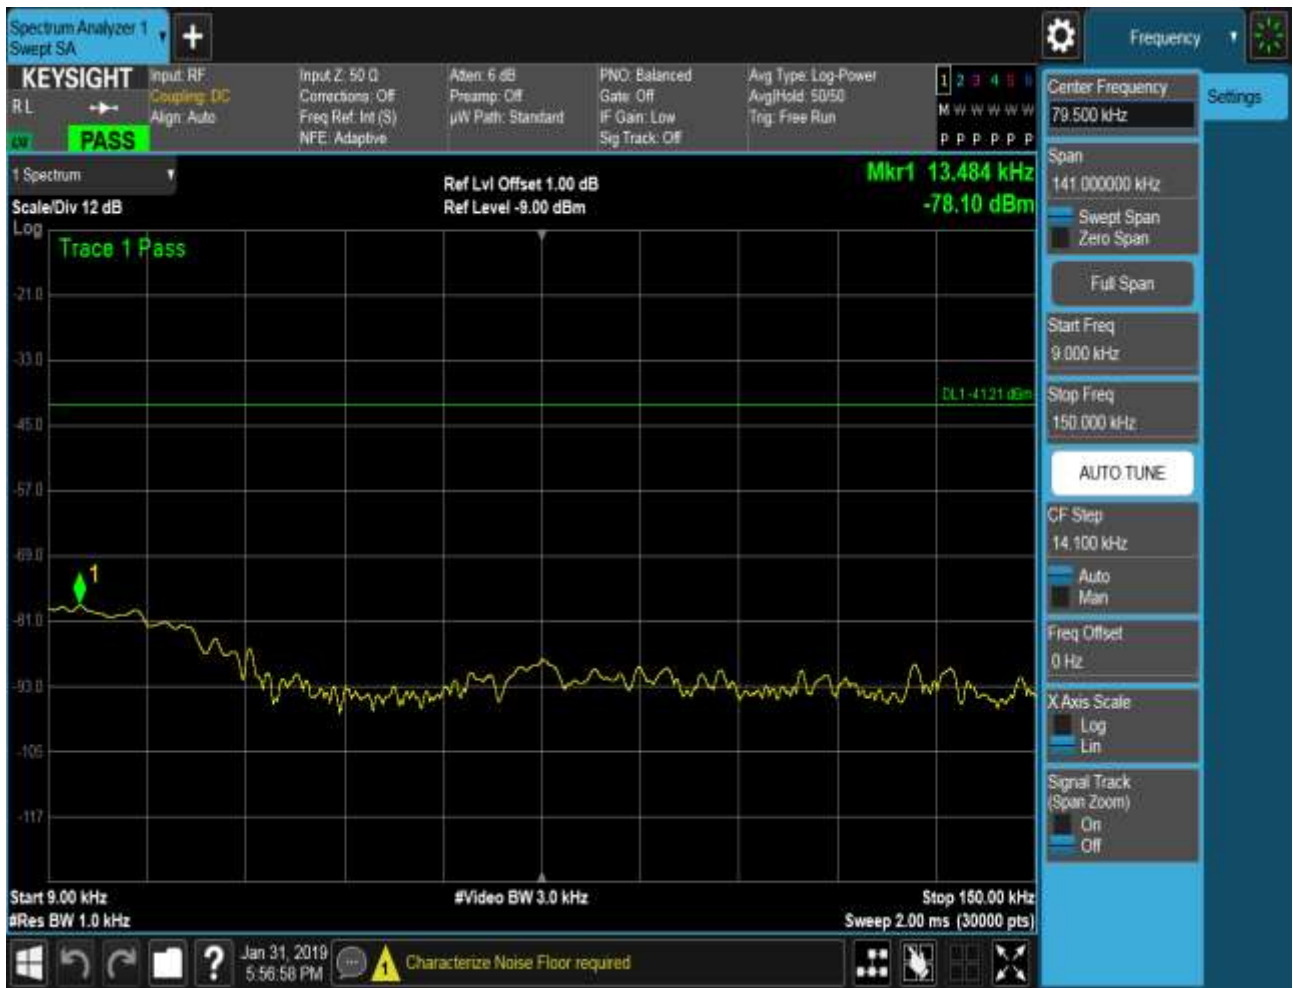 Spectrum Analyzer 1
Swept SA
+
Frequency
KEYSIGHT
R L
PASS
Input: RF
Coupling: DC
Align: Auto
Input Z: 50 Ω
Corrections: Off
Freq Ref: Int (S)
NFE: Adaptive
Atten: 6 dB
Preamp: Off
µW Path: Standard
PNO: Balanced
Gate: Off
IF Gain: Low
Sig Track: Off
Avg Type: Log-Power
Avg|Hold: 50/50
Trig: Free Run
1 2 3 4 5 6
M W W W W W
P P P P P P
1 Spectrum
Scale/Div 12 dB
Log
Ref Lvl Offset 1.00 dB
Ref Level -9.00 dBm
Mkr1 13.484 kHz
-78.10 dBm
Trace 1 Pass
-21.0
-33.0
DL1 -41.21 dBm
-45.0
-57.0
-69.0
1
-81.0
-93.0
-105
-117
Start 9.00 kHz
#Res BW 1.0 kHz
#Video BW 3.0 kHz
Stop 150.00 kHz
Sweep 2.00 ms (30000 pts)
Center Frequency
79.500 kHz
Settings
Span
141.000000 kHz
Swept Span
Zero Span
Full Span
Start Freq
9.000 kHz
Stop Freq
150.000 kHz
AUTO TUNE
CF Step
14.100 kHz
Auto
Man
Freq Offset
0 Hz
X Axis Scale
Log
Lin
Signal Track
(Span Zoom)
On
Off
?
Jan 31, 2019
5:56:58 PM
1
Characterize Noise Floor required